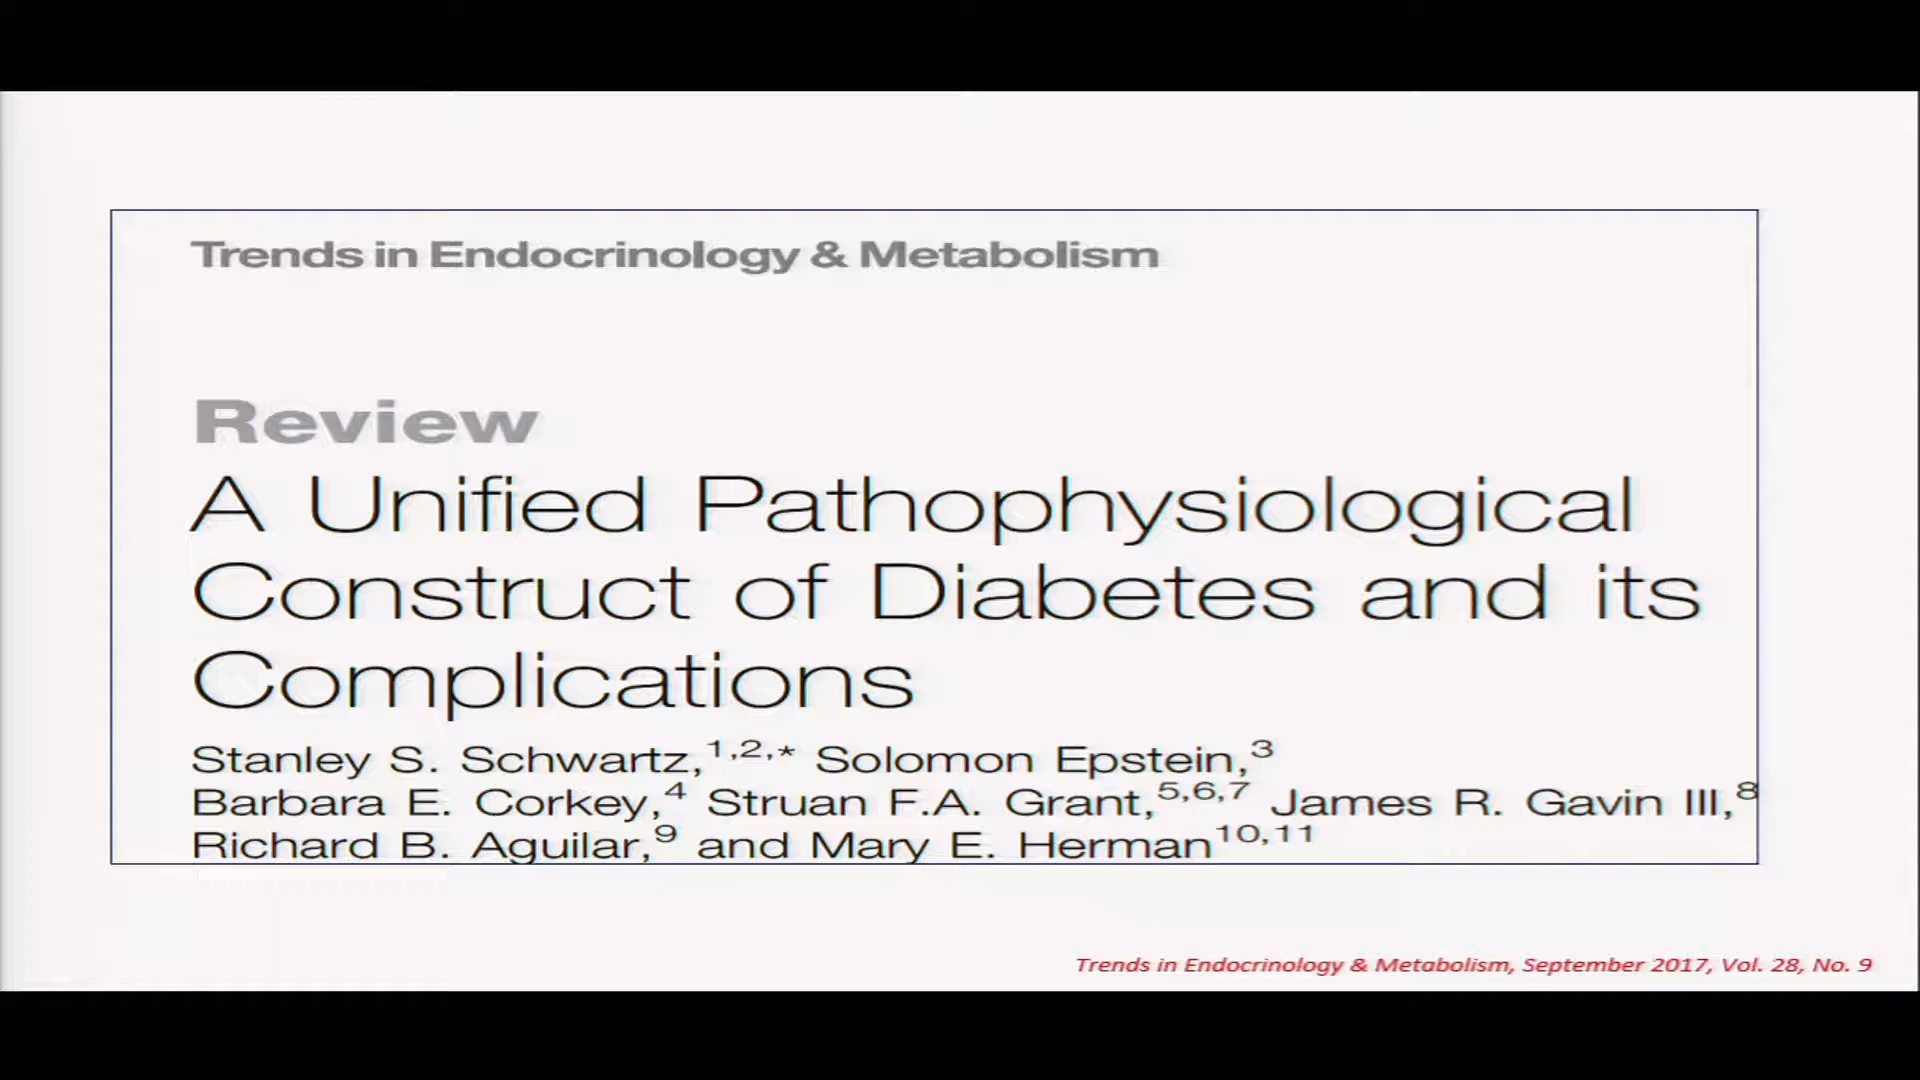 Trends in Endocrinology & Metabolism
Review
A Unified Pathophysiological
Construct of Diabetes and its
Complications
Stanley S. Schwartz,1,2,* Solomon Epstein,3
Barbara E. Corkey,4 Struan F.A. Grant,5,6,7 James R. Gavin III,8
Richard B. Aguilar,9 and Mary E. Herman10,11
Trends in Endocrinology & Metabolism, September 2017, Vol. 28, No. 9